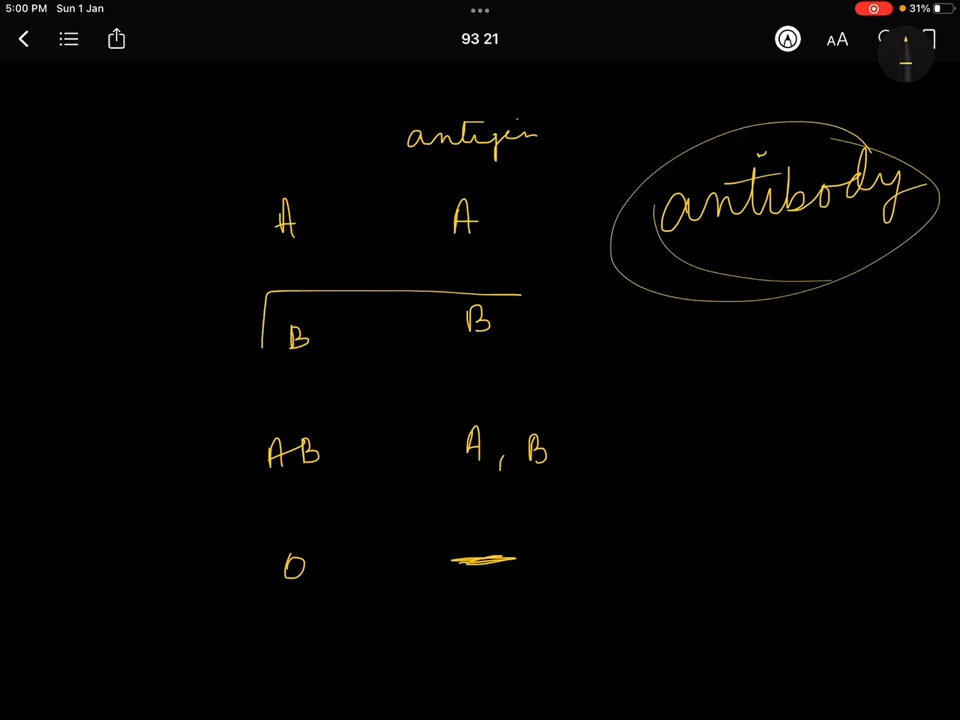 5:00 PM Sun 1 Jan 31%
93 21
AA
antigen
antibody
A A
B B
AB A, B
O —